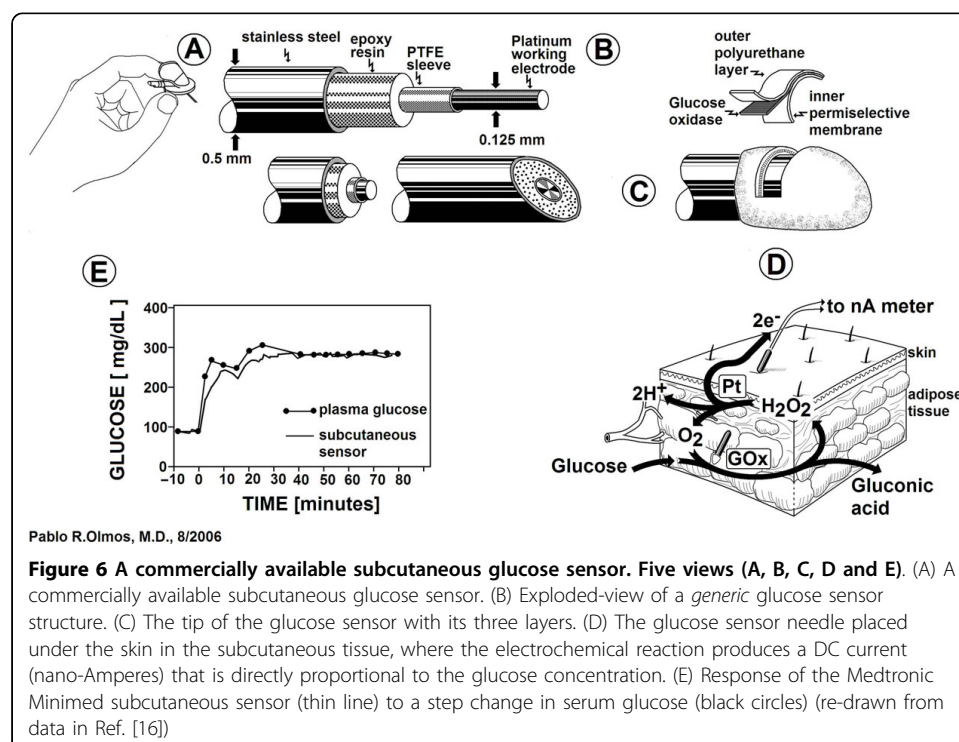 A
stainless steel
epoxy
resin
PTFE
sleeve
Platinum
working
electrode
B
0.5 mm
0.125 mm
outer
polyurethane
layer
Glucose
oxidase
inner
permiselective
membrane
C
E
GLUCOSE [ mg/dL ]
400
300
200
100
0
plasma glucose
subcutaneous
sensor
–10 0 10 20 30 40 50 60 70 80
TIME [minutes]
D
to nA meter
2e-
skin
Pt
2H+
H2O2
adipose
tissue
O2
GOx
Glucose
Gluconic
acid
Pablo R.Olmos, M.D., 8/2006
Figure 6 A commercially available subcutaneous glucose sensor. Five views (A, B, C, D and E). (A) A
commercially available subcutaneous glucose sensor. (B) Exploded-view of a generic glucose sensor
structure. (C) The tip of the glucose sensor with its three layers. (D) The glucose sensor needle placed
under the skin in the subcutaneous tissue, where the electrochemical reaction produces a DC current
(nano-Amperes) that is directly proportional to the glucose concentration. (E) Response of the Medtronic
Minimed subcutaneous sensor (thin line) to a step change in serum glucose (black circles) (re-drawn from
data in Ref. [16])